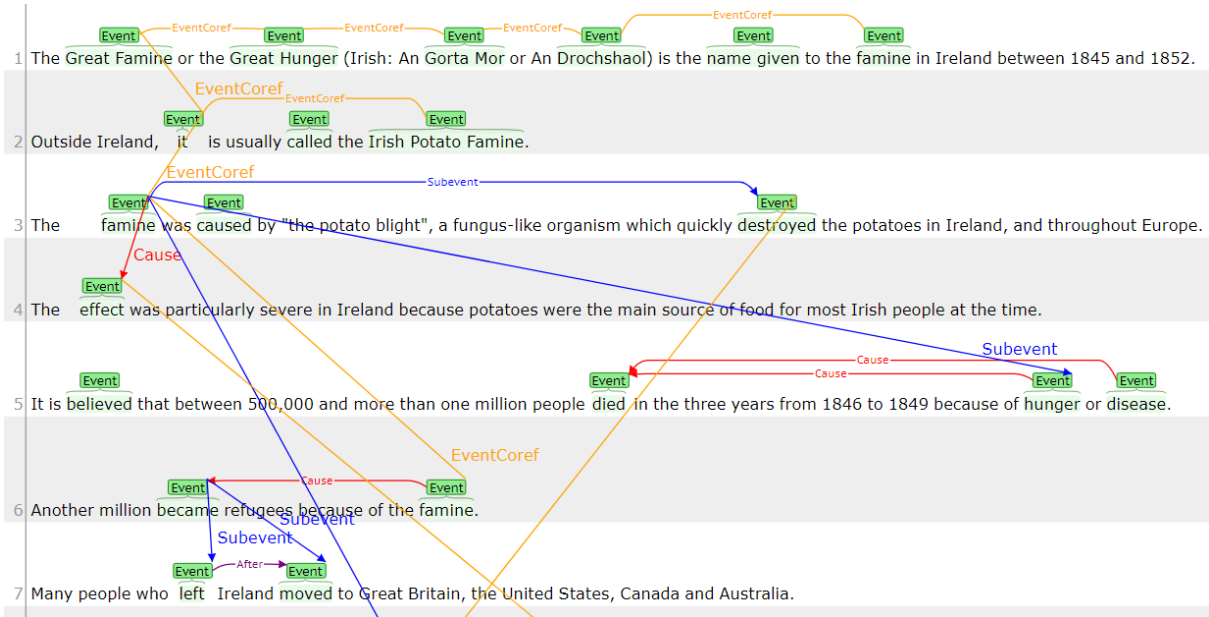 Event EventCoref Event EventCoref Event EventCoref Event EventCoref Event Event
1 The Great Famine or the Great Hunger (Irish: An Gorta Mor or An Drochshaol) is the name given to the famine in Ireland between 1845 and 1852.
EventCoref EventCoref
Event Event Event
2 Outside Ireland, it is usually called the Irish Potato Famine.
EventCoref Subevent
Event Event Event
3 The famine was caused by "the potato blight", a fungus-like organism which quickly destroyed the potatoes in Ireland, and throughout Europe.
Cause
Event
4 The effect was particularly severe in Ireland because potatoes were the main source of food for most Irish people at the time.
Subevent
Cause
Cause
Event Event Event Event
5 It is believed that between 500,000 and more than one million people died in the three years from 1846 to 1849 because of hunger or disease.
EventCoref
Event Cause Event
6 Another million became refugees because of the famine.
Subevent
Subevent
Event After Event
7 Many people who left Ireland moved to Great Britain, the United States, Canada and Australia.